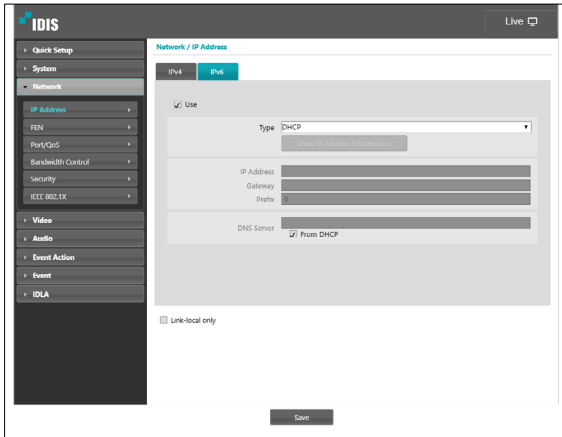 IDIS
Live
Quick Setup
System
Network
IP Address
FEN
Port/QoS
Bandwidth Control
Security
IEEE 802.1X
Video
Audio
Event Action
Event
IDLA
Network / IP Address
IPv4 IPv6
Use
Type DHCP
View IP Address Information
IP Address
Gateway
Prefix 0
DNS Server
From DHCP
Link-local only
Save